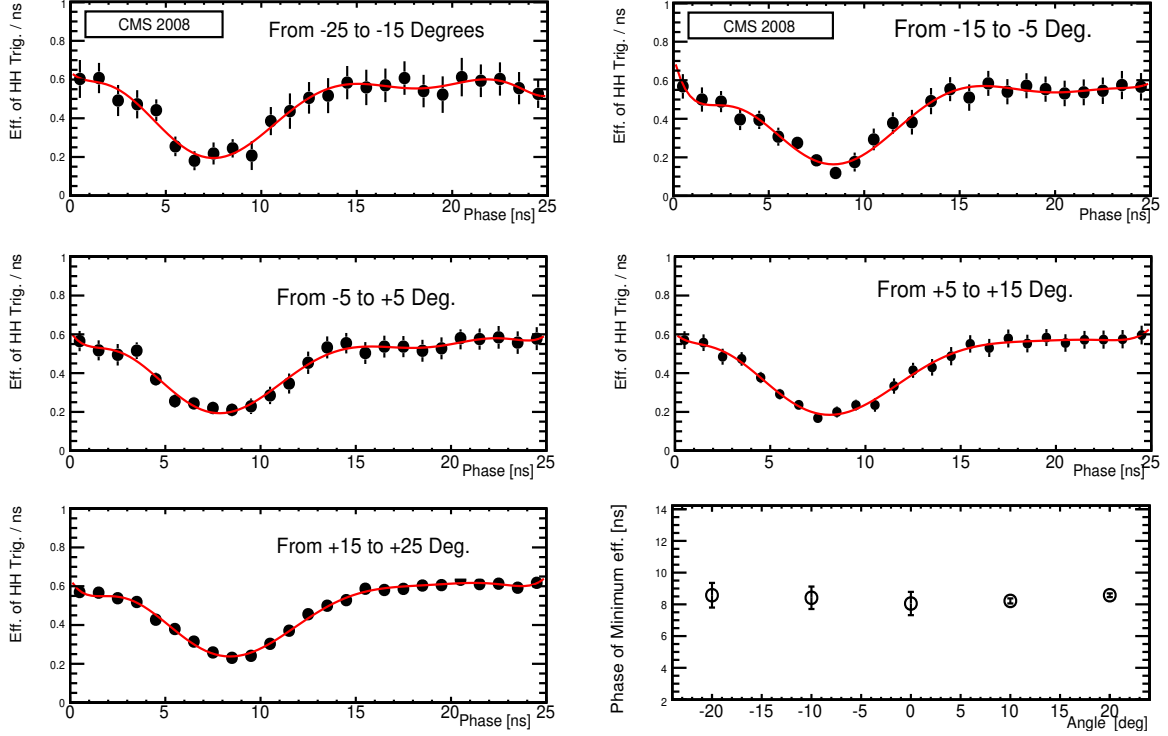 CMS 2008
From -25 to -15 Degrees
Eff. of HH Trig. / ns
1
0.8
0.6
0.4
0.2
0
0 5 10 15 20 25
Phase [ns]
CMS 2008
From -15 to -5 Deg.
Eff. of HH Trig. / ns
1
0.8
0.6
0.4
0.2
0
0 5 10 15 20 25
Phase [ns]
From -5 to +5 Deg.
Eff. of HH Trig. / ns
1
0.8
0.6
0.4
0.2
0
0 5 10 15 20 25
Phase [ns]
From +5 to +15 Deg.
Eff. of HH Trig. / ns
1
0.8
0.6
0.4
0.2
0
0 5 10 15 20 25
Phase [ns]
From +15 to +25 Deg.
Eff. of HH Trig. / ns
1
0.8
0.6
0.4
0.2
0
0 5 10 15 20 25
Phase [ns]
Phase of Minimum eff. [ns]
14
12
10
8
6
4
2
-20 -15 -10 -5 0 5 10 15 20
Angle [deg]